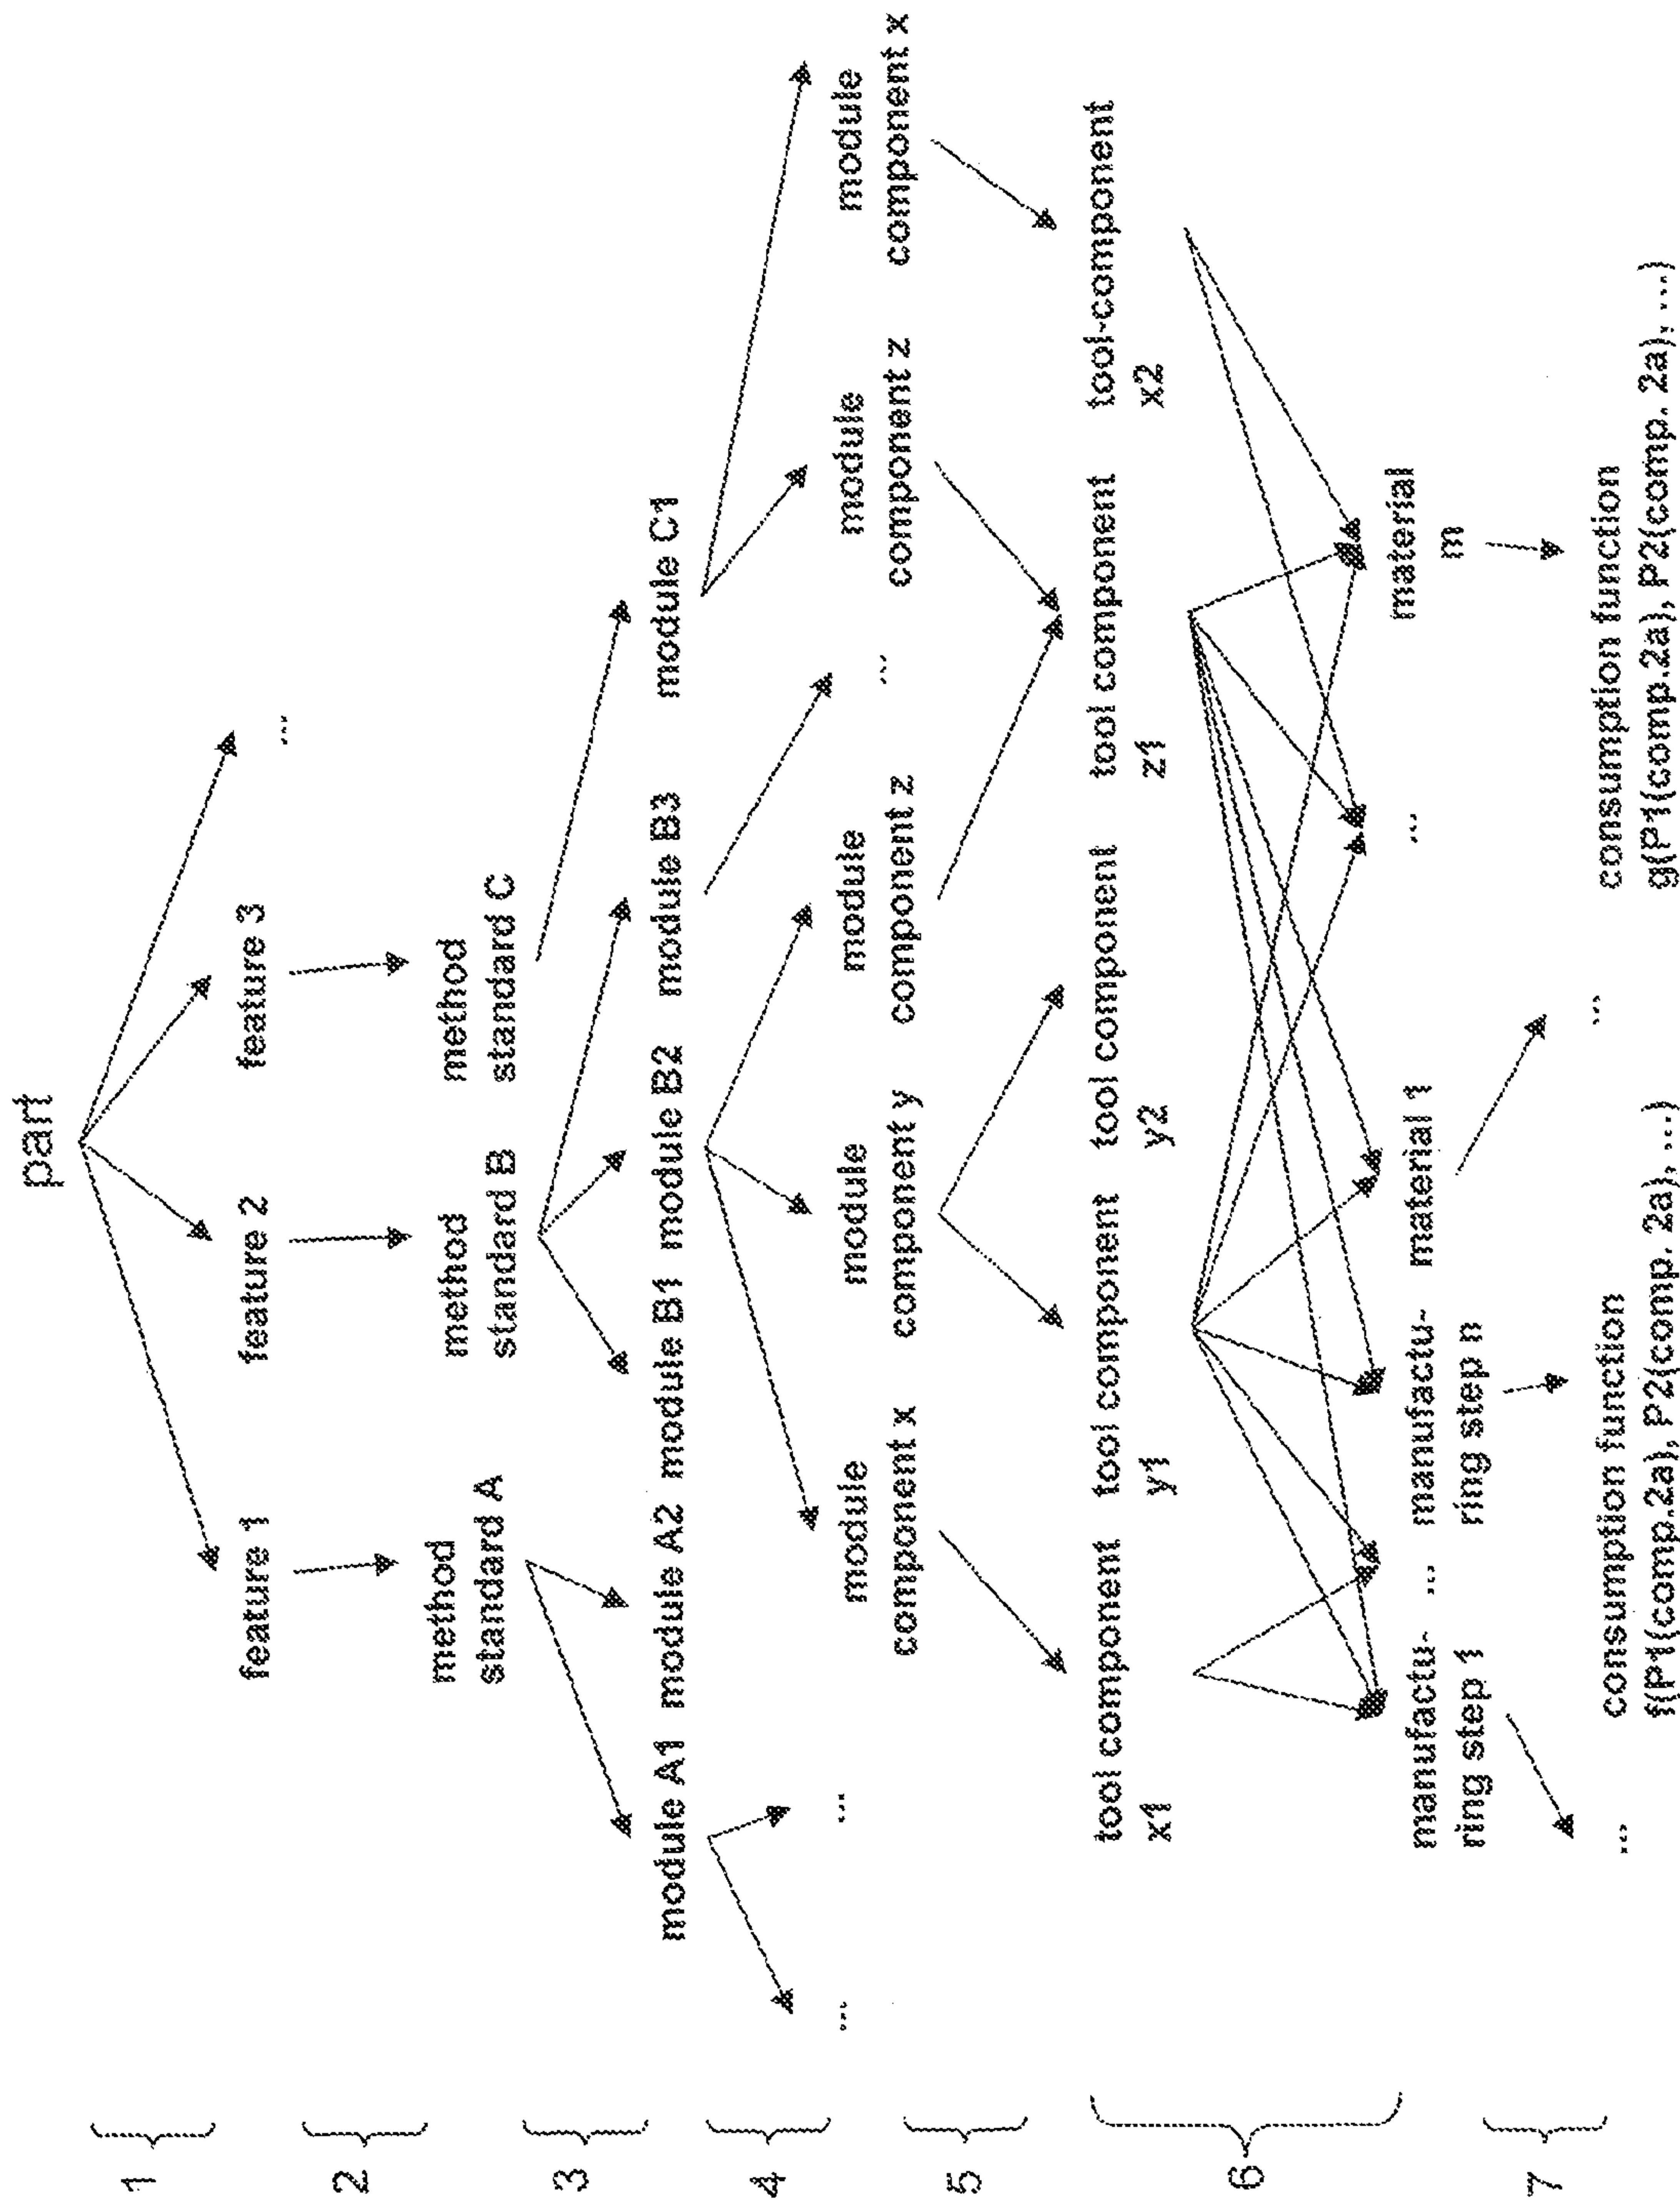 part
1
feature 1
feature 2
feature 3
...
2
method
standard A
method
standard B
method
standard C
3
module A1
module A2
module B1
module B2
module B3
module C1
4
...
...
module
component x
module
component y
module
component z
...
module
component z
module
component x
5
tool component
x1
tool component
y1
tool component
y2
tool component
z1
tool-component
x2
6
manufactu-
ring step 1
...
manufactu-
ring step n
material 1
...
material
m
7
...
consumption function
f(P1(comp.2a), P2(comp. 2a), ...)
...
consumption function
g(P1(comp.2a), P2(comp. 2a), ...)